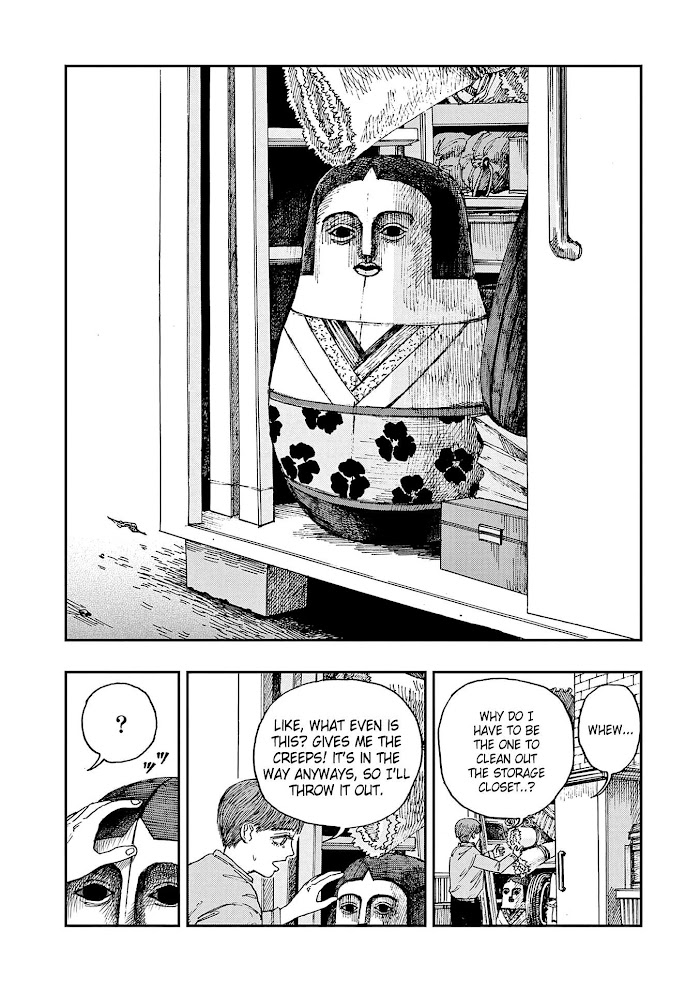 WHEW...
WHY DO I
HAVE TO BE
THE ONE TO
CLEAN OUT
THE STORAGE
CLOSET..?
LIKE, WHAT EVEN IS
THIS? GIVES ME THE
CREEPS! IT'S IN THE
WAY ANYWAYS, SO I'LL
THROW IT OUT.
?